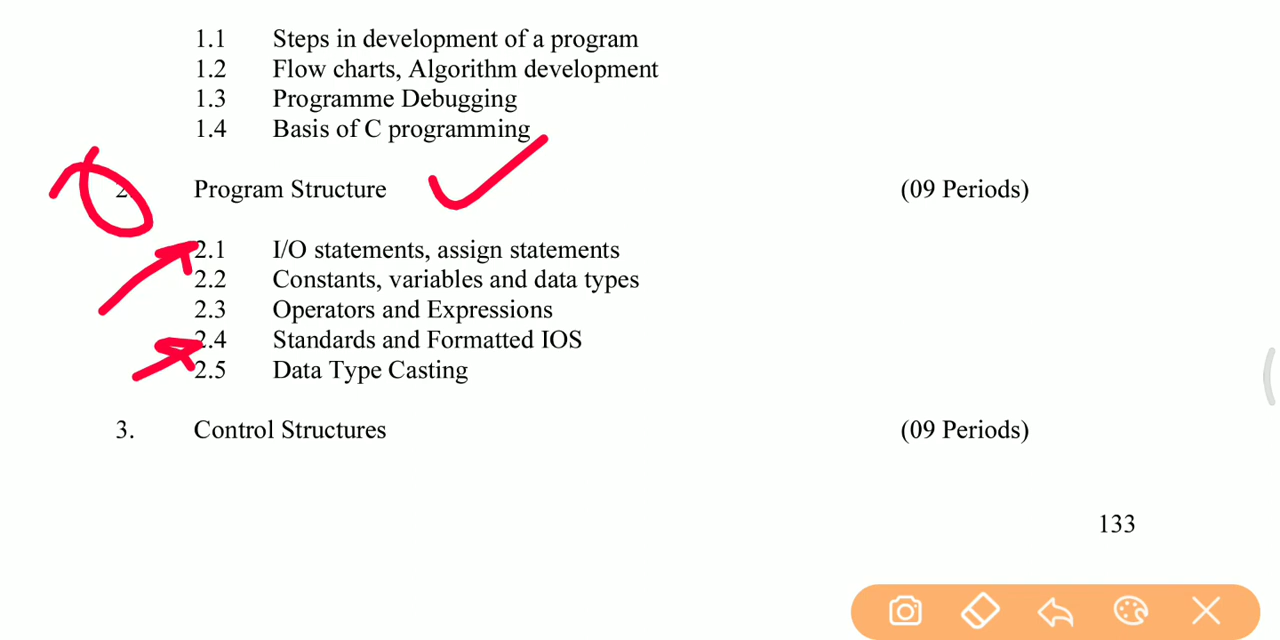 1.1 Steps in development of a program
1.2 Flow charts, Algorithm development
1.3 Programme Debugging
1.4 Basis of C programming
2. Program Structure (09 Periods)
2.1 I/O statements, assign statements
2.2 Constants, variables and data types
2.3 Operators and Expressions
2.4 Standards and Formatted IOS
2.5 Data Type Casting
3. Control Structures (09 Periods)
133